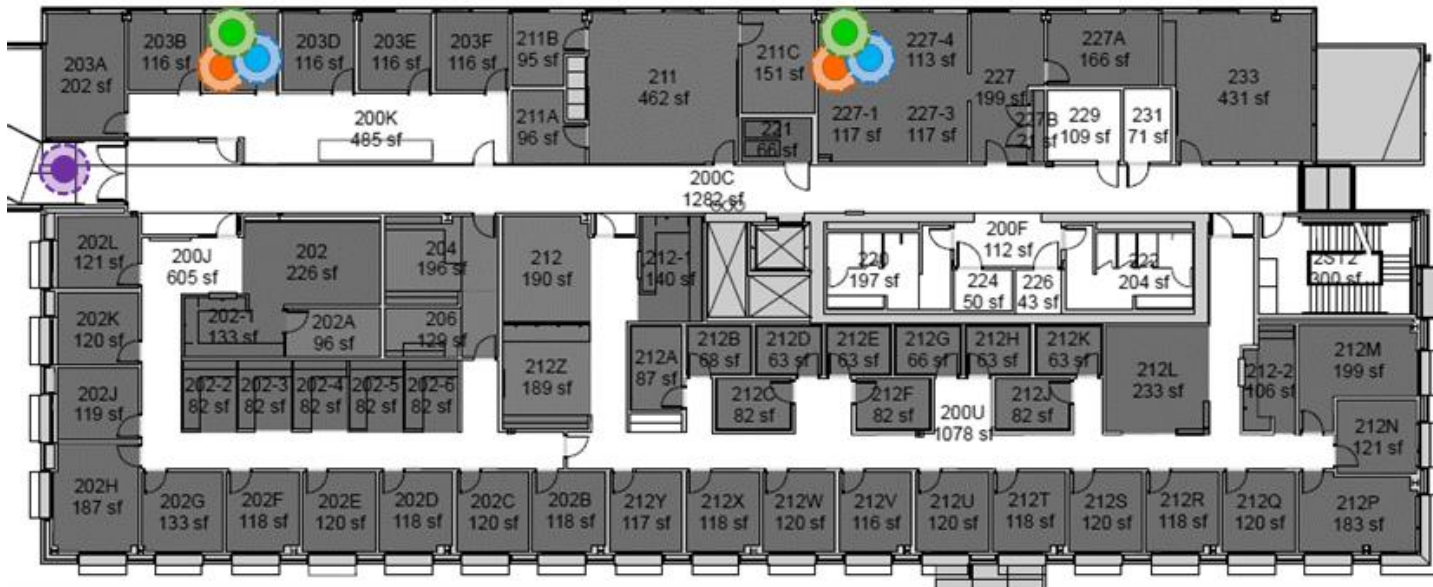 203A
202 sf
203B
116 sf
203D
116 sf
203E
116 sf
203F
116 sf
211B
95 sf
211
462 sf
211C
151 sf
227-4
113 sf
227
199 sf
227A
166 sf
233
431 sf
200K
485 sf
211A
96 sf
221
66 sf
227-1
117 sf
227-3
117 sf
227B
21 sf
229
109 sf
231
71 sf
200C
1282 sf
202L
121 sf
200J
605 sf
202
226 sf
204
196 sf
212
190 sf
212-1
140 sf
220
197 sf
200F
112 sf
222
204 sf
224
50 sf
226
43 sf
2ST2
300 sf
202K
120 sf
202-1
133 sf
202A
96 sf
206
129 sf
212Z
189 sf
212A
87 sf
212B
68 sf
212D
63 sf
212E
63 sf
212G
66 sf
212H
63 sf
212K
63 sf
212L
233 sf
212-2
106 sf
212M
199 sf
202J
119 sf
202-2
82 sf
202-3
82 sf
202-4
82 sf
202-5
82 sf
202-6
82 sf
212C
82 sf
212F
82 sf
200U
1078 sf
212J
82 sf
212N
121 sf
202H
187 sf
202G
133 sf
202F
118 sf
202E
120 sf
202D
118 sf
202C
120 sf
202B
118 sf
212Y
117 sf
212X
118 sf
212W
120 sf
212V
116 sf
212U
120 sf
212T
118 sf
212S
120 sf
212R
118 sf
212Q
120 sf
212P
183 sf